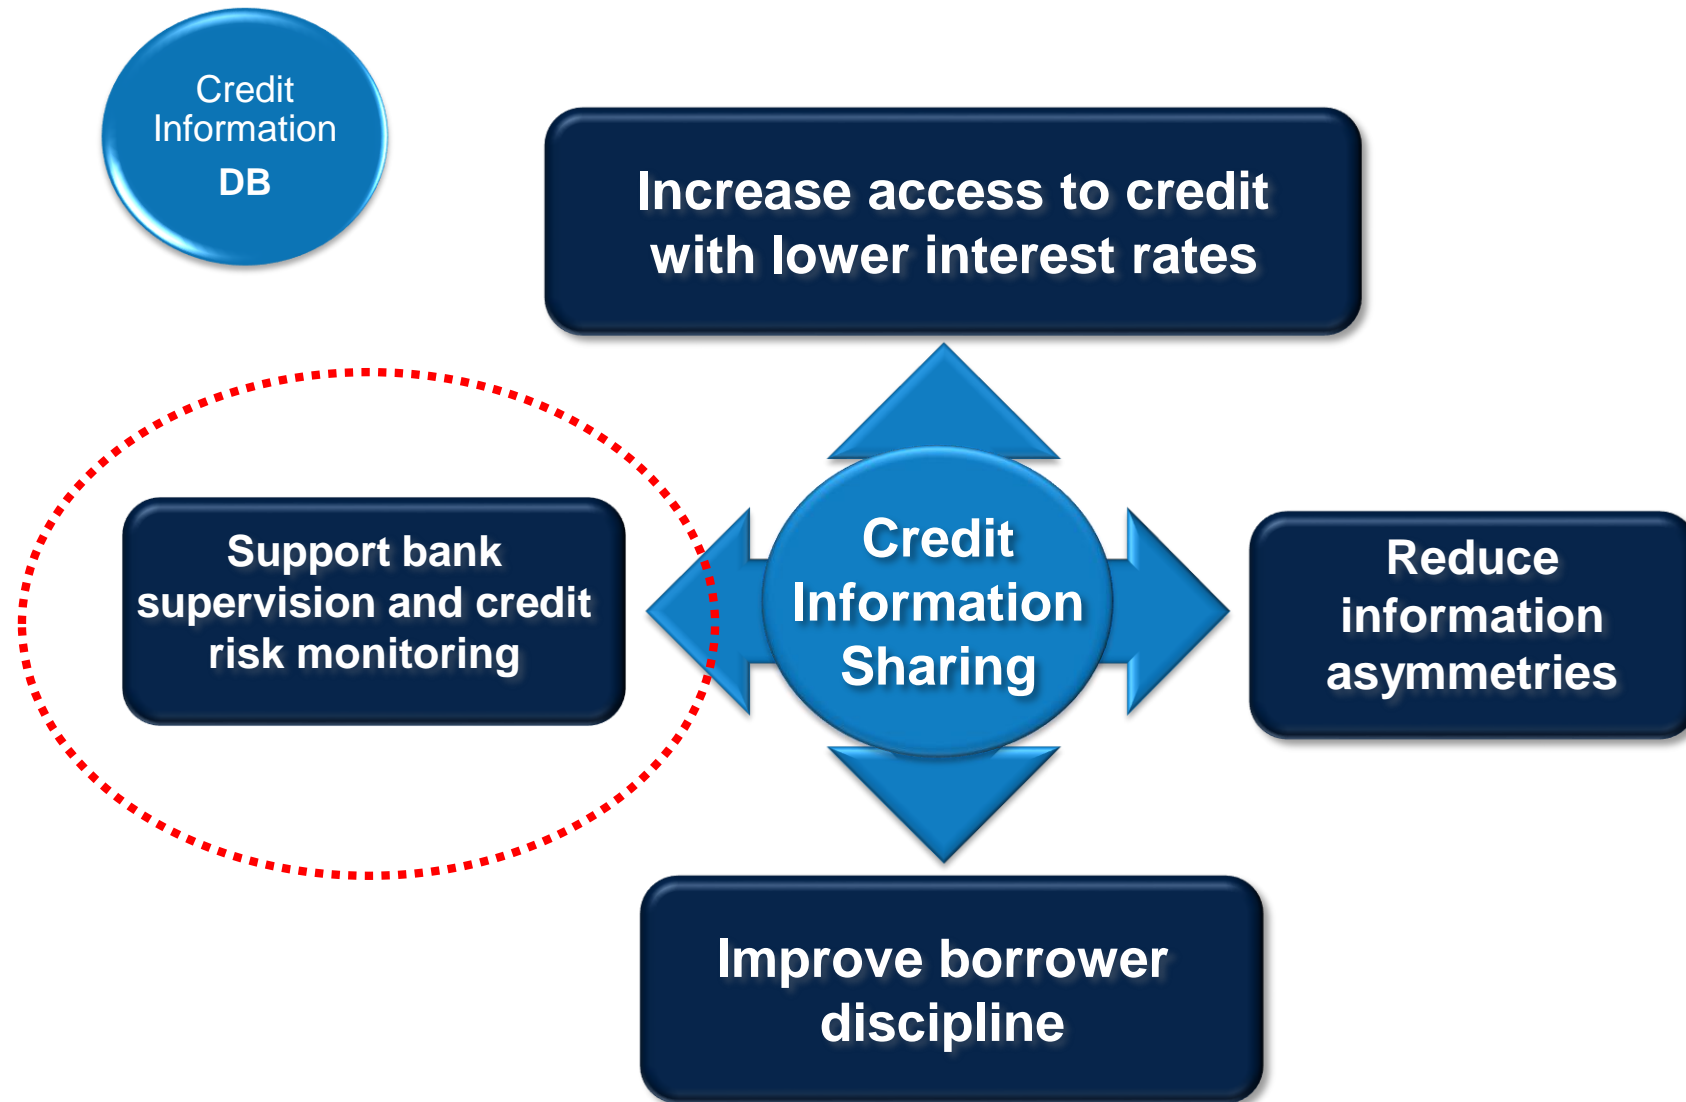 Credit
Information
DB
Increase access to credit
with lower interest rates
Support bank
supervision and credit
risk monitoring
Credit
Information
Sharing
Reduce
information
asymmetries
Improve borrower
discipline